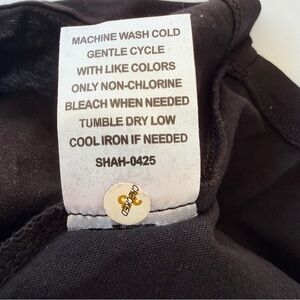 MACHINE WASH COLD
GENTLE CYCLE
WITH LIKE COLORS
ONLY NON-CHLORINE
BLEACH WHEN NEEDED
TUMBLE DRY LOW
COOL IRON IF NEEDED
SHAH-0425
CHECKED